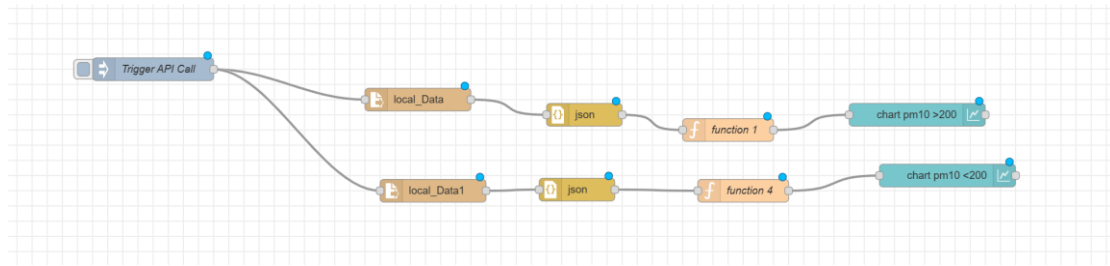 Trigger API Call
local_Data
json
function 1
chart pm10 >200
local_Data1
json
function 4
chart pm10 <200